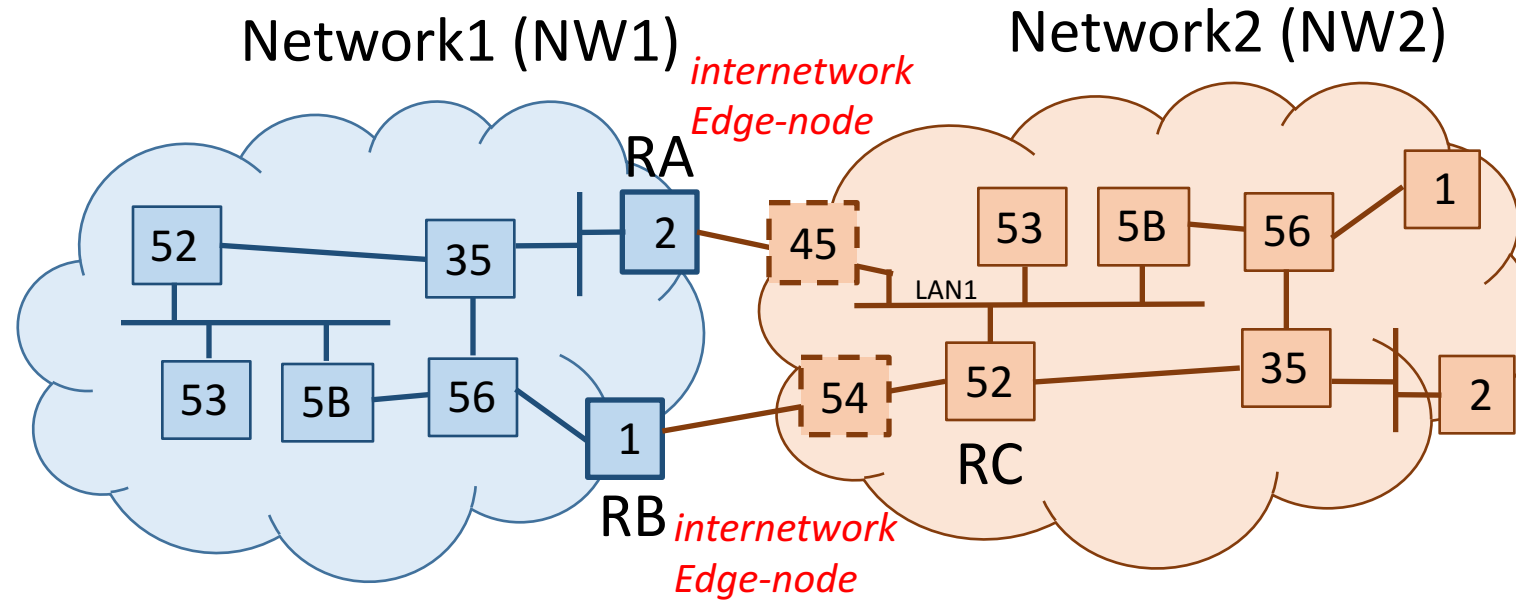 Network1 (NW1)
Network2 (NW2)
internetwork
Edge-node
RA
52
35
2
45
53
5B
56
1
LAN1
53
5B
56
1
54
52
35
2
RC
RB
internetwork
Edge-node